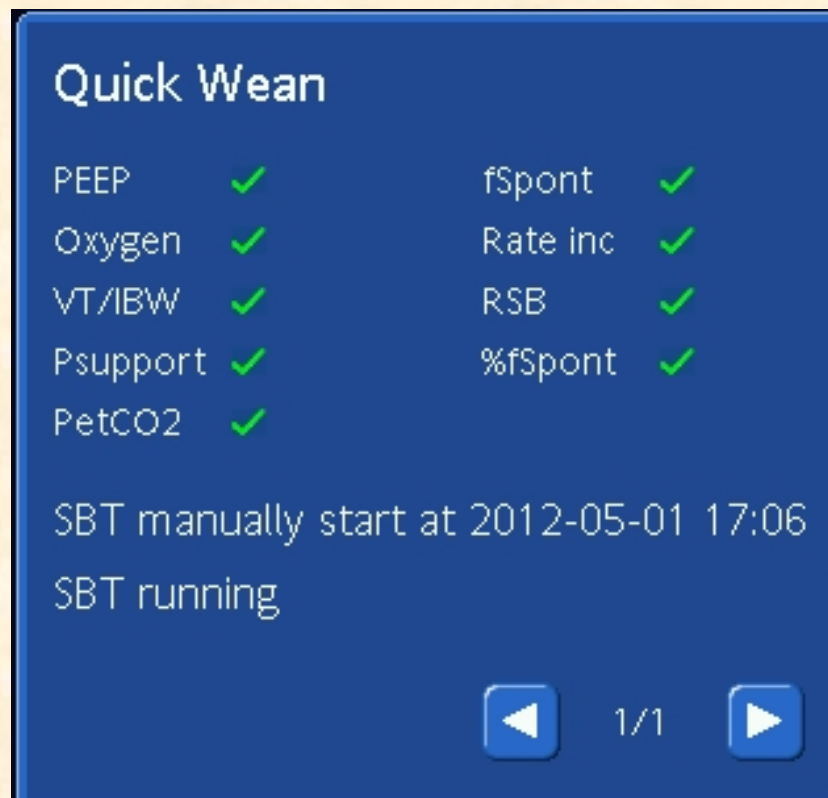 Quick Wean
PEEP ✓ fSpont ✓
Oxygen ✓ Rate inc ✓
VT/IBW ✓ RSB ✓
Psupport ✓ %fSpont ✓
PetCO2 ✓
SBT manually start at 2012-05-01 17:06
SBT running
1/1